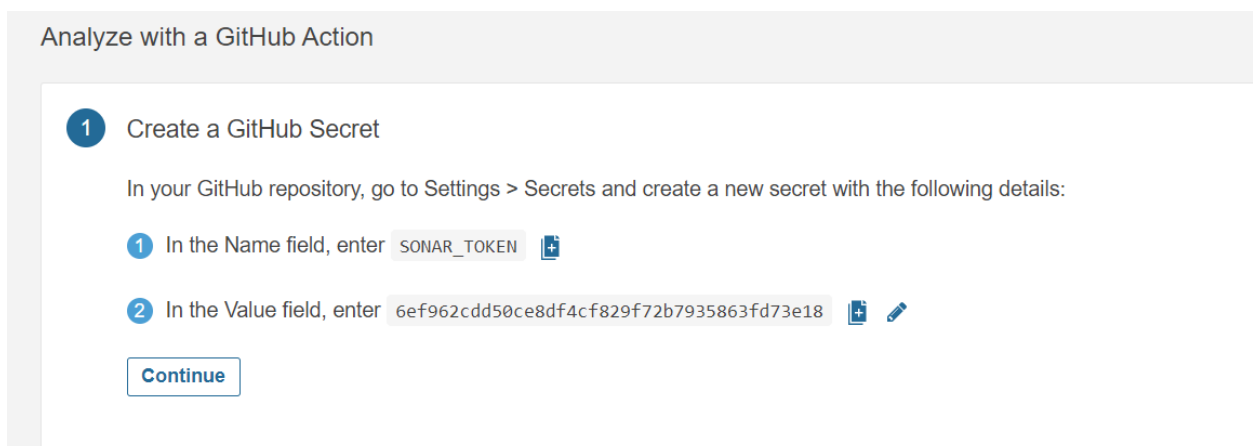 Analyze with a GitHub Action
1 Create a GitHub Secret
In your GitHub repository, go to Settings > Secrets and create a new secret with the following details:
1 In the Name field, enter SONAR_TOKEN
2 In the Value field, enter 6ef962cdd50ce8df4cf829f72b7935863fd73e18
Continue